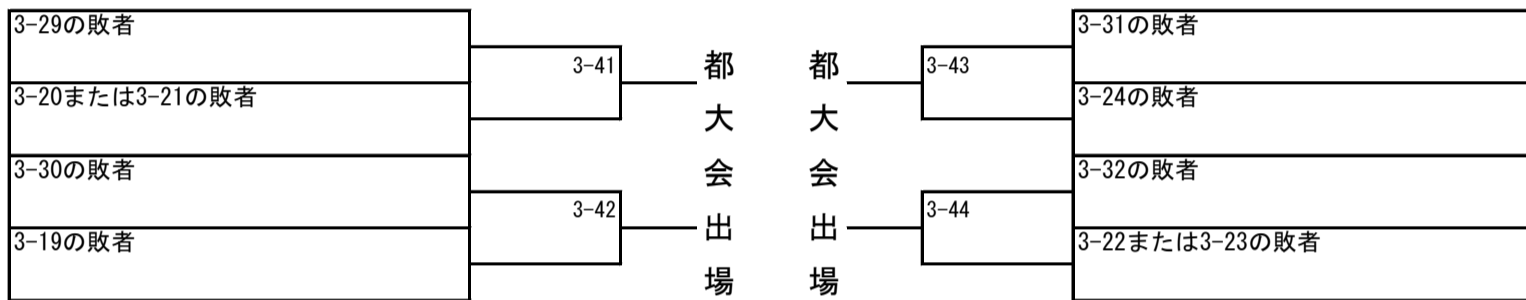 3-29の敗者
3-20または3-21の敗者
3-30の敗者
3-19の敗者
3-41
3-42
都大会出場
都大会出場
3-43
3-44
3-31の敗者
3-24の敗者
3-32の敗者
3-22または3-23の敗者